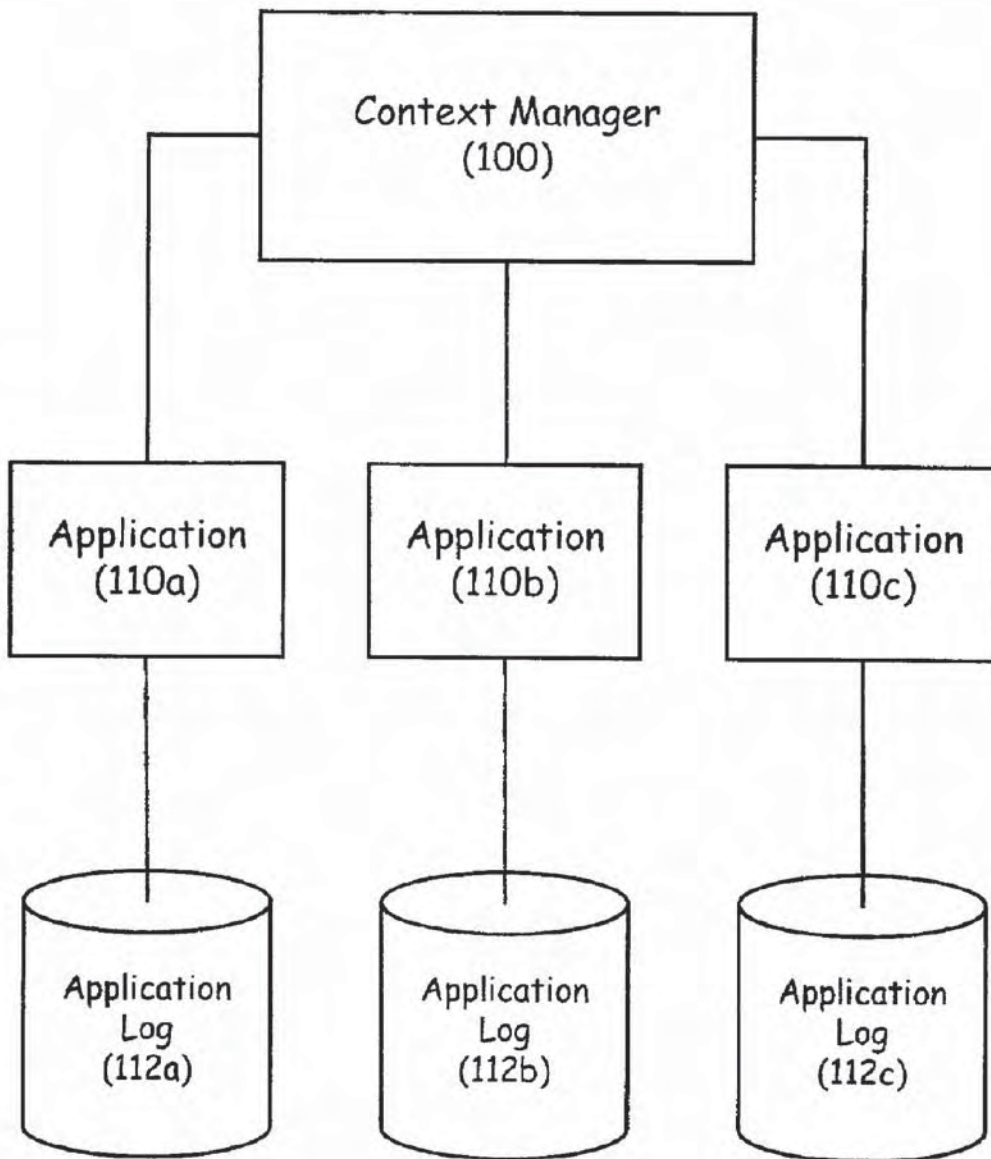 Context Manager
(100)
Application
(110a)
Application
(110b)
Application
(110c)
Application
Log
(112a)
Application
Log
(112b)
Application
Log
(112c)